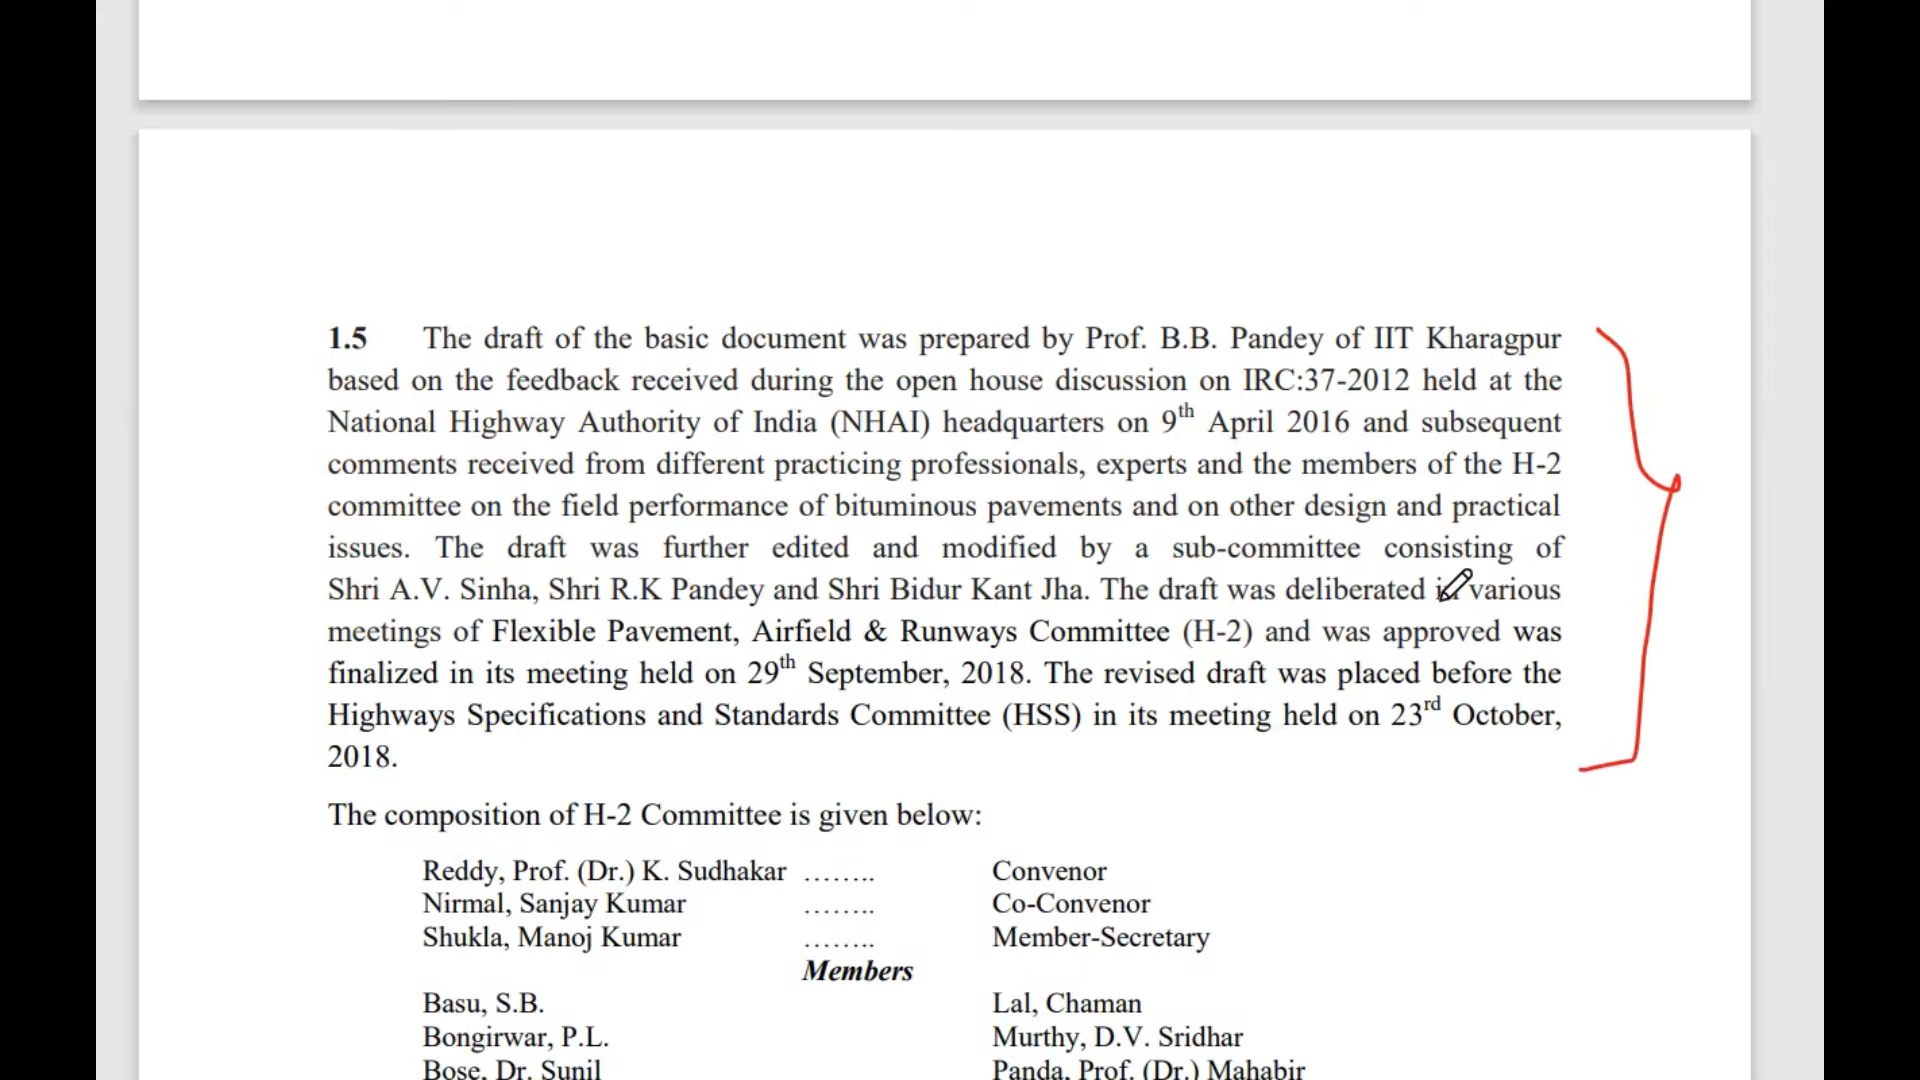 1.5 The draft of the basic document was prepared by Prof. B.B. Pandey of IIT Kharagpur
based on the feedback received during the open house discussion on IRC:37-2012 held at the
National Highway Authority of India (NHAI) headquarters on 9th April 2016 and subsequent
comments received from different practicing professionals, experts and the members of the H-2
committee on the field performance of bituminous pavements and on other design and practical
issues. The draft was further edited and modified by a sub-committee consisting of
Shri A.V. Sinha, Shri R.K Pandey and Shri Bidur Kant Jha. The draft was deliberated in various
meetings of Flexible Pavement, Airfield & Runways Committee (H-2) and was approved was
finalized in its meeting held on 29th September, 2018. The revised draft was placed before the
Highways Specifications and Standards Committee (HSS) in its meeting held on 23rd October,
2018.
The composition of H-2 Committee is given below:
Reddy, Prof. (Dr.) K. Sudhakar ........ Convenor
Nirmal, Sanjay Kumar ........ Co-Convenor
Shukla, Manoj Kumar ........ Member-Secretary
Members
Basu, S.B. Lal, Chaman
Bongirwar, P.L. Murthy, D.V. Sridhar
Bose, Dr. Sunil Panda, Prof. (Dr.) Mahabir